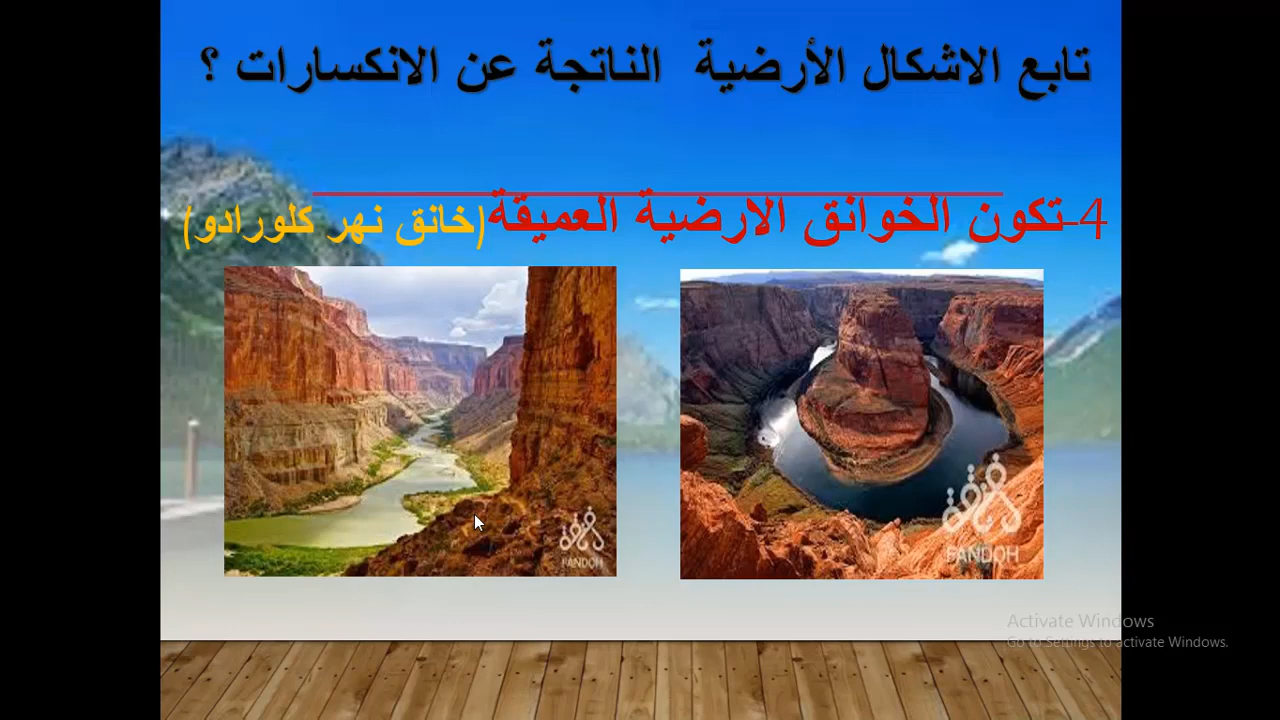 تابع الاشكال الأرضية الناتجة عن الانكسارات ؟
4-تكون الخوانق الارضية العميقة(خانق نهر كلورادو)
FANDOH
FANDOH
Activate Windows
Go to Settings to activate Windows.